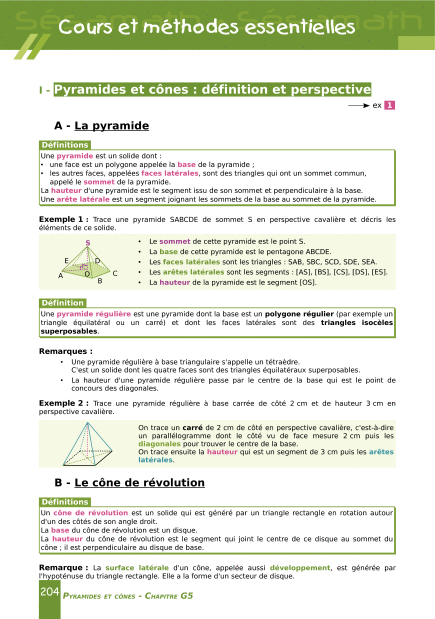 Sésamath Sésamath
Cours et méthodes essentielles
I - Pyramides et cônes : définition et perspective
ex 1
A - La pyramide
Définitions
Une pyramide est un solide dont :
• une face est un polygone appelée la base de la pyramide ;
• les autres faces, appelées faces latérales, sont des triangles qui ont un sommet commun,
appelé le sommet de la pyramide.
La hauteur d'une pyramide est le segment issu de son sommet et perpendiculaire à la base.
Une arête latérale est un segment joignant les sommets de la base au sommet de la pyramide.
Exemple 1 : Trace une pyramide SABCDE de sommet S en perspective cavalière et décris les
éléments de ce solide.
S
E
D
A
O
C
B
• Le sommet de cette pyramide est le point S.
• La base de cette pyramide est le pentagone ABCDE.
• Les faces latérales sont les triangles : SAB, SBC, SCD, SDE, SEA.
• Les arêtes latérales sont les segments : [AS], [BS], [CS], [DS], [ES].
• La hauteur de la pyramide est le segment [OS].
Définition
Une pyramide régulière est une pyramide dont la base est un polygone régulier (par exemple un
triangle équilatéral ou un carré) et dont les faces latérales sont des triangles isocèles
superposables.
Remarques :
• Une pyramide régulière à base triangulaire s'appelle un tétraèdre.
C'est un solide dont les quatre faces sont des triangles équilatéraux superposables.
• La hauteur d'une pyramide régulière passe par le centre de la base qui est le point de
concours des diagonales.
Exemple 2 : Trace une pyramide régulière à base carrée de côté 2 cm et de hauteur 3 cm en
perspective cavalière.
On trace un carré de 2 cm de côté en perspective cavalière, c'est-à-dire
un parallélogramme dont le côté vu de face mesure 2 cm puis les
diagonales pour trouver le centre de la base.
On trace ensuite la hauteur qui est un segment de 3 cm puis les arêtes
latérales.
B - Le cône de révolution
Définitions
Un cône de révolution est un solide qui est généré par un triangle rectangle en rotation autour
d'un des côtés de son angle droit.
La base du cône de révolution est un disque.
La hauteur du cône de révolution est le segment qui joint le centre de ce disque au sommet du
cône ; il est perpendiculaire au disque de base.
Remarque : La surface latérale d'un cône, appelée aussi développement, est générée par
l'hypoténuse du triangle rectangle. Elle a la forme d'un secteur de disque.
204 Pyramides et cônes - Chapitre G5